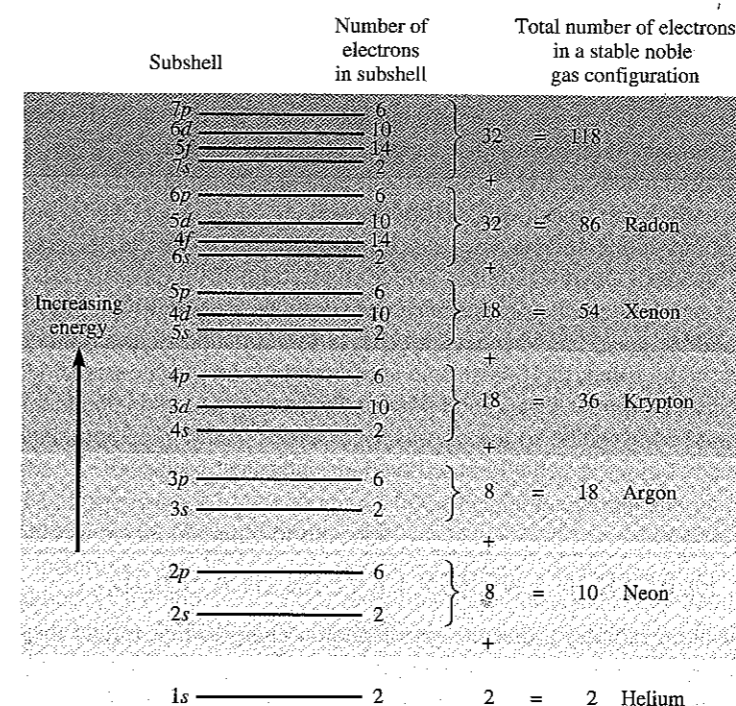 Subshell
Number of
electrons
in subshell
Total number of electrons
in a stable noble
gas configuration
7p 6
6d 10
5f 14
7s 2
32 = 118
+
6p 6
5d 10
4f 14
6s 2
32 = 86 Radon
+
Increasing
energy
5p 6
4d 10
5s 2
18 = 54 Xenon
+
4p 6
3d 10
4s 2
18 = 36 Krypton
+
3p 6
3s 2
8 = 18 Argon
+
2p 6
2s 2
8 = 10 Neon
+
1s 2 2 = 2 Helium